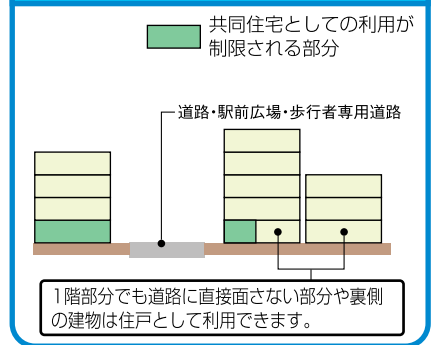 共同住宅としての利用が
制限される部分
道路・駅前広場・歩行者専用道路
1階部分でも道路に直接面さない部分や裏側
の建物は住戸として利用できます。